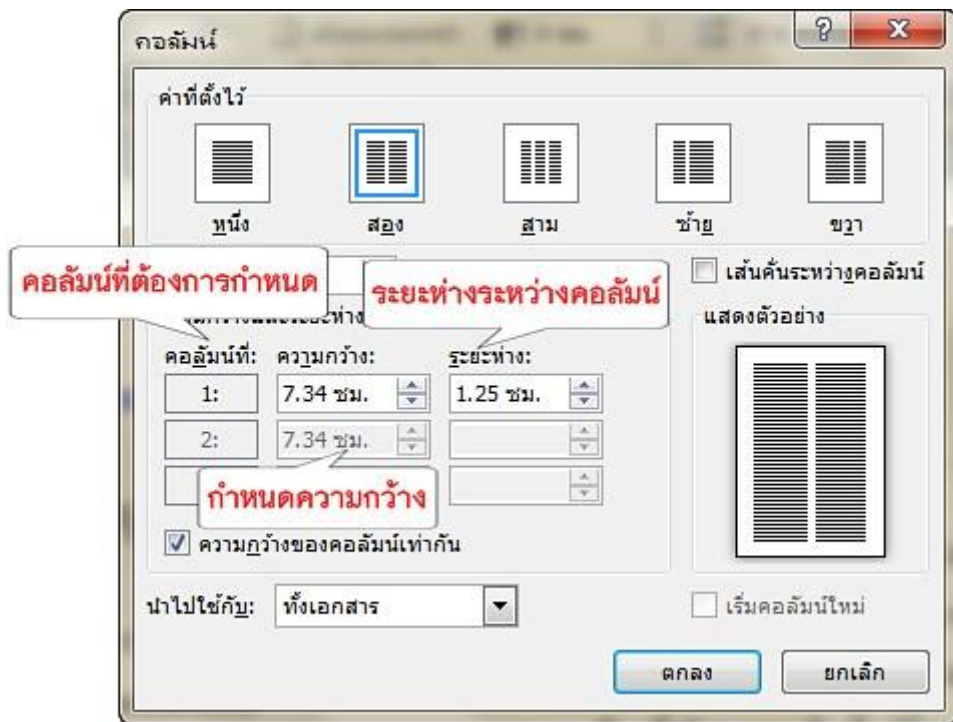 คอลัมน์
ค่าที่ตั้งไว้
หนึ่ง สอง สาม ซ้าย ขวา
คอลัมน์ที่ต้องการกำหนด
ระยะห่างระหว่างคอลัมน์
เส้นคั่นระหว่างคอลัมน์
แสดงตัวอย่าง
คอลัมน์ที่: ความกว้าง: ระยะห่าง:
1: 7.34 ซม. 1.25 ซม.
2: 7.34 ซม.
กำหนดความกว้าง
ความกว้างของคอลัมน์เท่ากัน
นำไปใช้กับ: ทั้งเอกสาร
เริ่มคอลัมน์ใหม่
ตกลง ยกเลิก